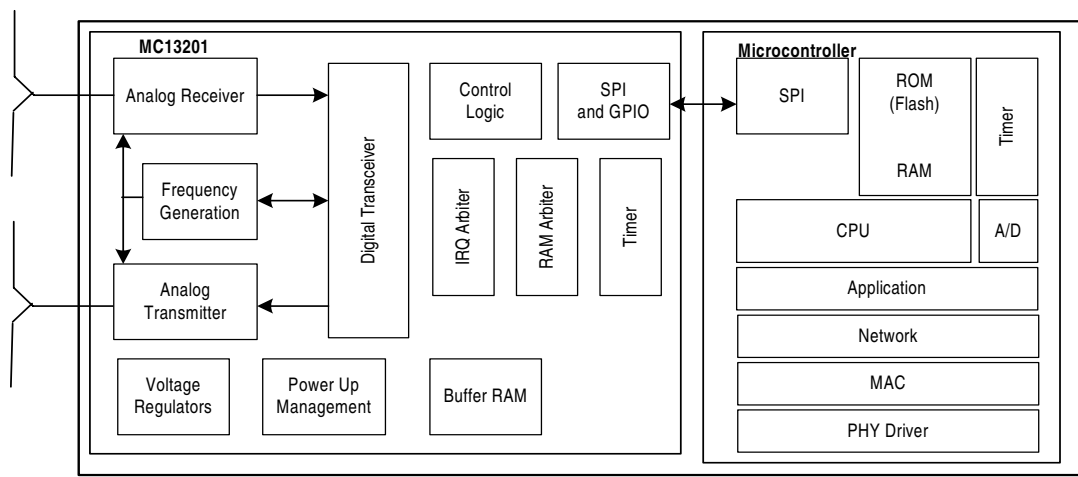 MC13201
Analog Receiver
Frequency
Generation
Analog
Transmitter
Digital Transceiver
Control
Logic
SPI
and GPIO
IRQ Arbiter
RAM Arbiter
Timer
Voltage
Regulators
Power Up
Management
Buffer RAM
Microcontroller
SPI
ROM
(Flash)
RAM
Timer
CPU
A/D
Application
Network
MAC
PHY Driver